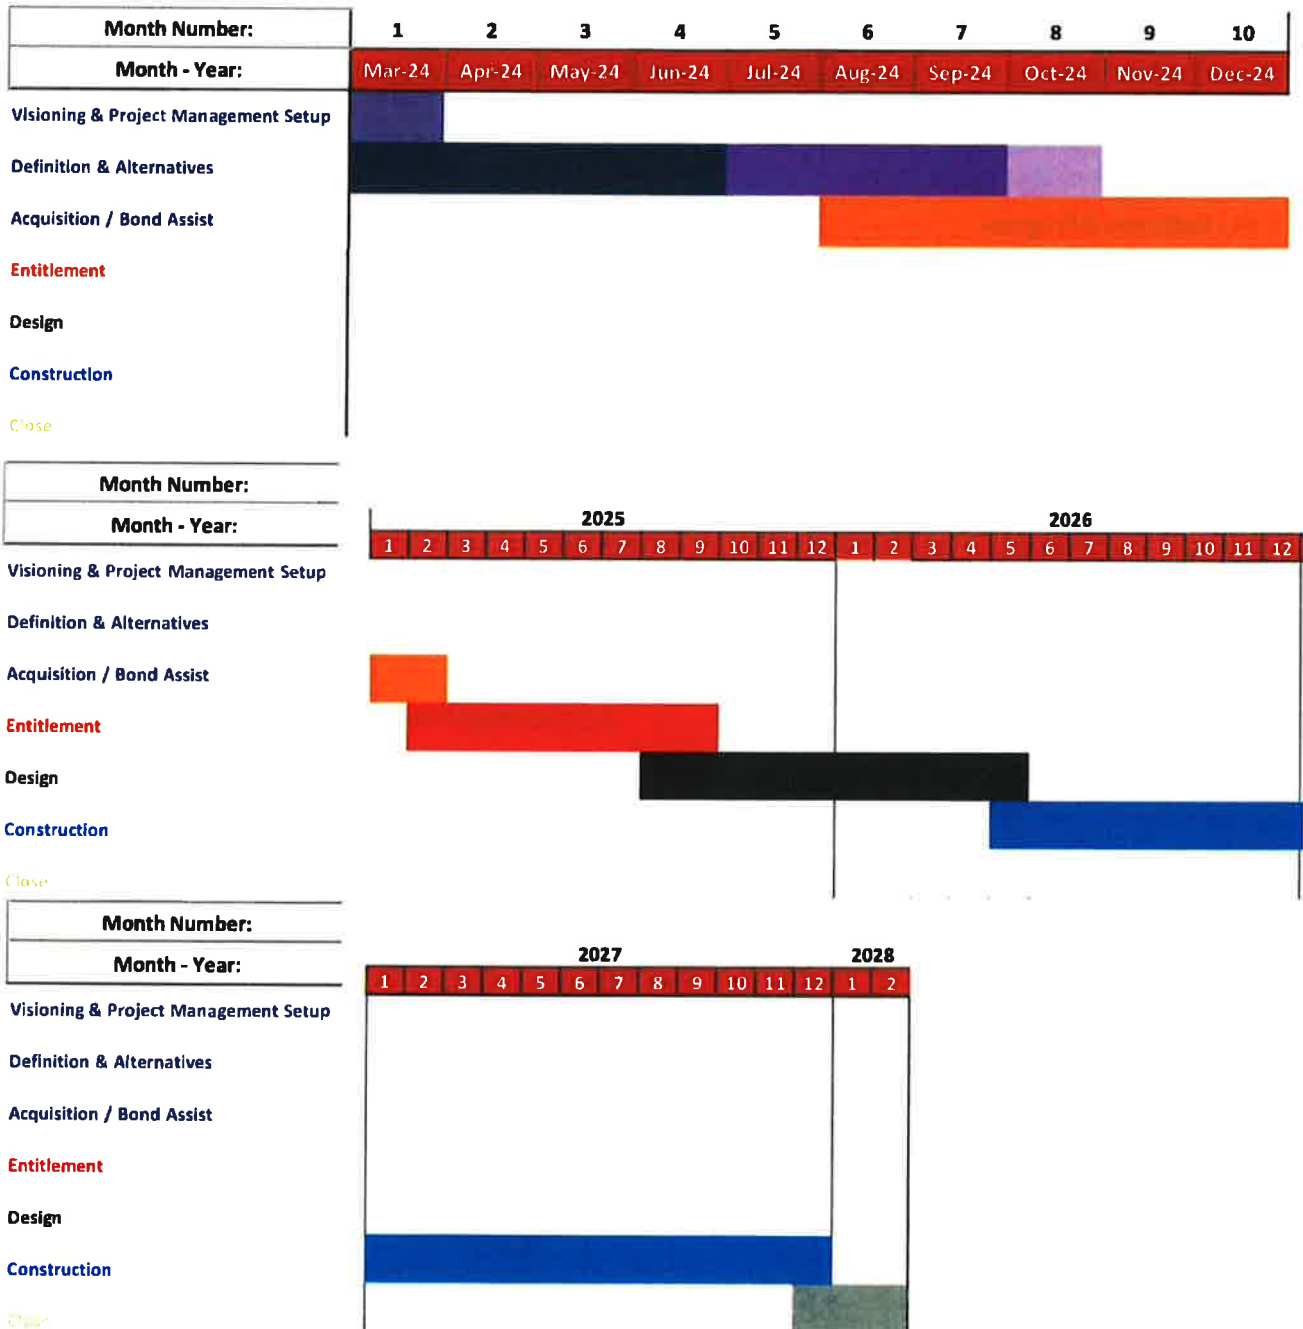 Month Number: 1 2 3 4 5 6 7 8 9 10
Month - Year: Mar-24 Apr-24 May-24 Jun-24 Jul-24 Aug-24 Sep-24 Oct-24 Nov-24 Dec-24
Visioning & Project Management Setup
Definition & Alternatives
Acquisition / Bond Assist
Entitlement
Design
Construction
Close
Month Number:
2025 2026
Month - Year:
1 2 3 4 5 6 7 8 9 10 11 12 1 2 3 4 5 6 7 8 9 10 11 12
Visioning & Project Management Setup
Definition & Alternatives
Acquisition / Bond Assist
Entitlement
Design
Construction
Close
Month Number:
2027 2028
Month - Year:
1 2 3 4 5 6 7 8 9 10 11 12 1 2
Visioning & Project Management Setup
Definition & Alternatives
Acquisition / Bond Assist
Entitlement
Design
Construction
Close